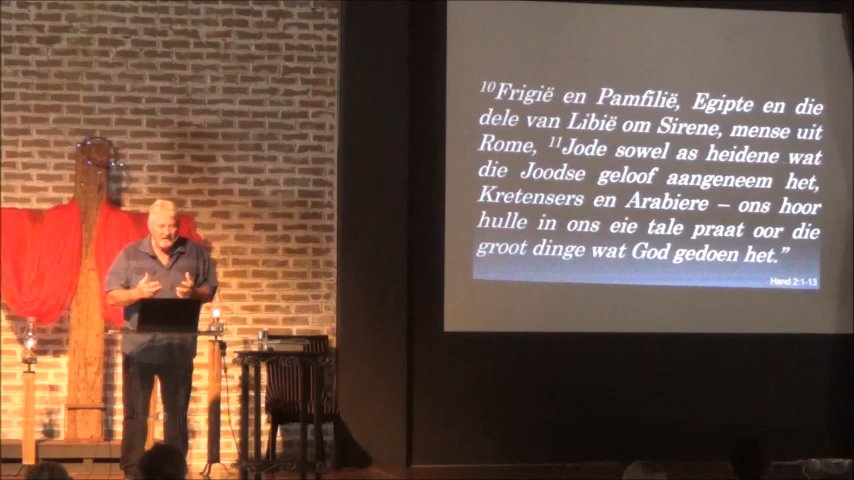 ¹⁰Frigië en Pamfilië, Egipte en die
dele van Libië om Sirene, mense uit
Rome, ¹¹Jode sowel as heidene wat
die Joodse geloof aangeneem het,
Kretensers en Arabiere – ons hoor
hulle in ons eie tale praat oor die
groot dinge wat God gedoen het.”
Hand 2:1-13